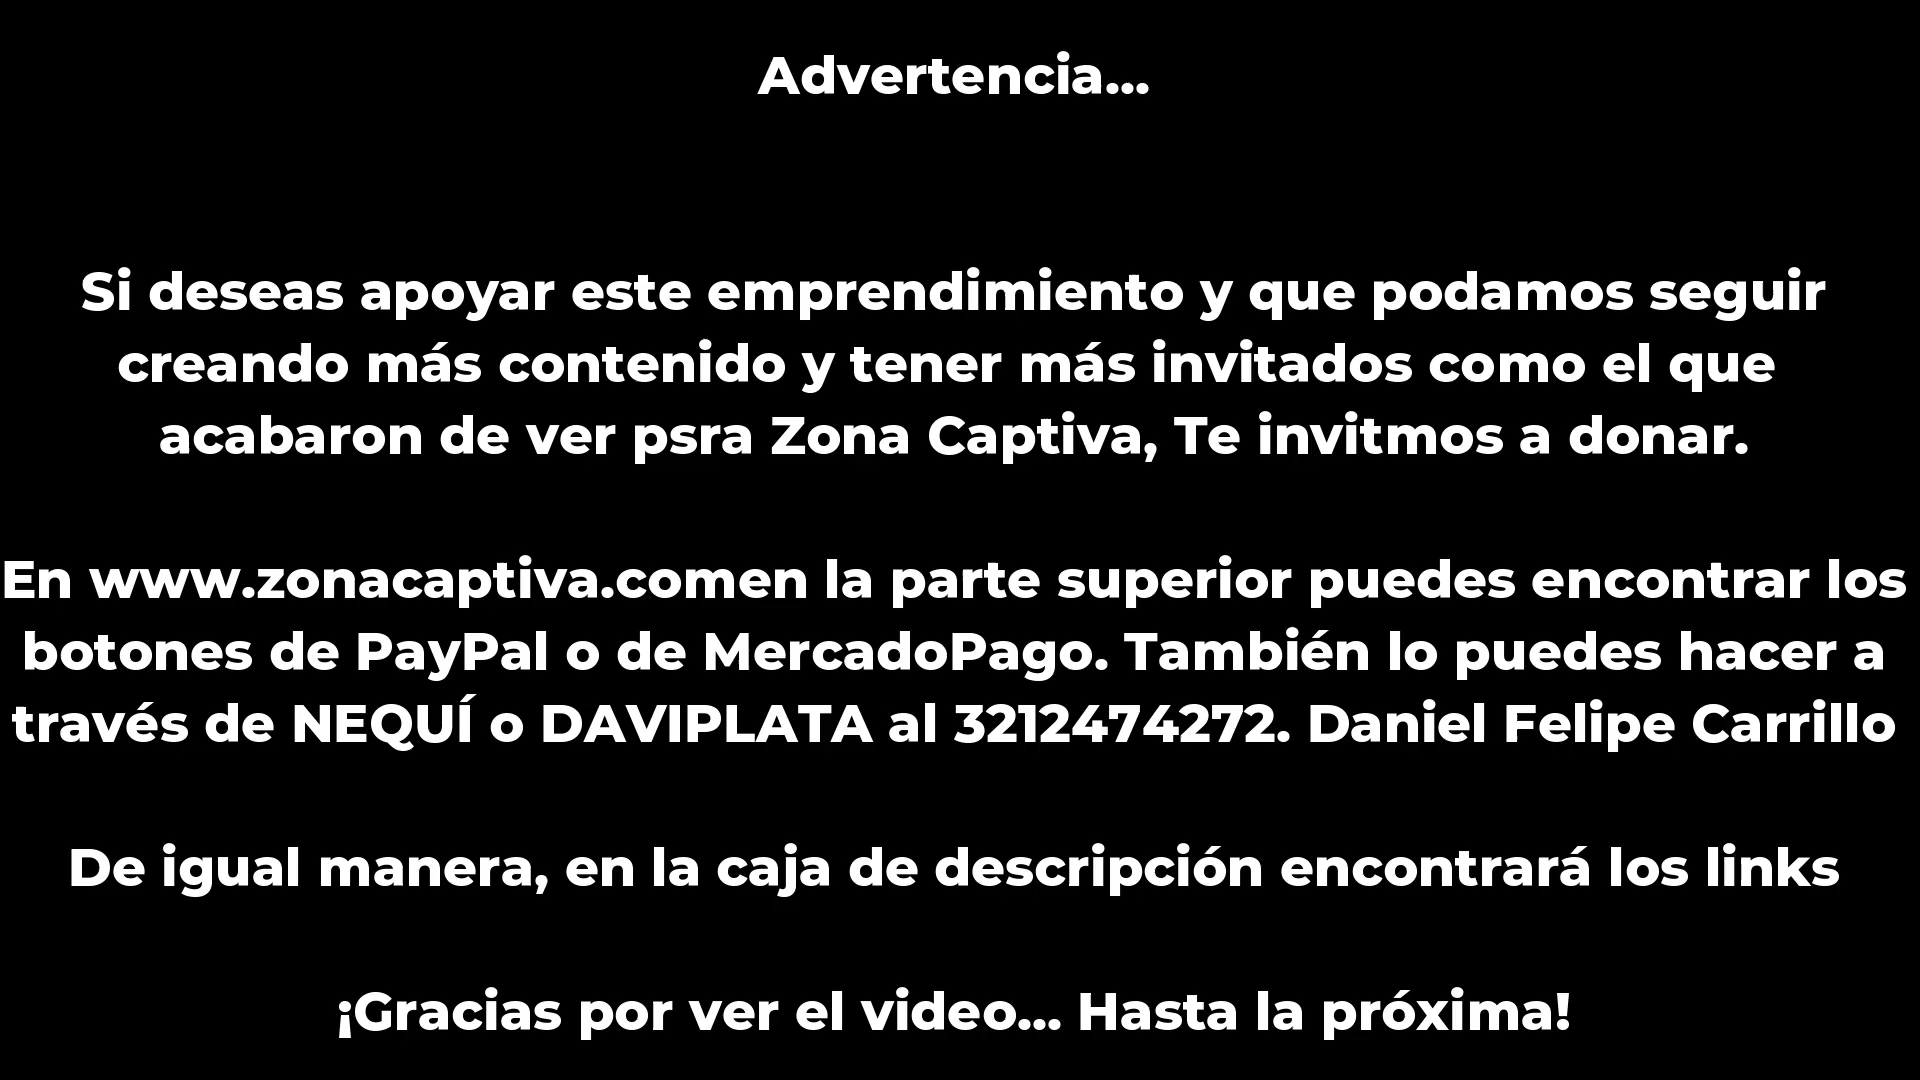 Advertencia...
Si deseas apoyar este emprendimiento y que podamos seguir
creando más contenido y tener más invitados como el que
acabaron de ver psra Zona Captiva, Te invitmos a donar.
En www.zonacaptiva.comen la parte superior puedes encontrar los
botones de PayPal o de MercadoPago. También lo puedes hacer a
través de NEQUÍ o DAVIPLATA al 3212474272. Daniel Felipe Carrillo
De igual manera, en la caja de descripción encontrará los links
¡Gracias por ver el video... Hasta la próxima!